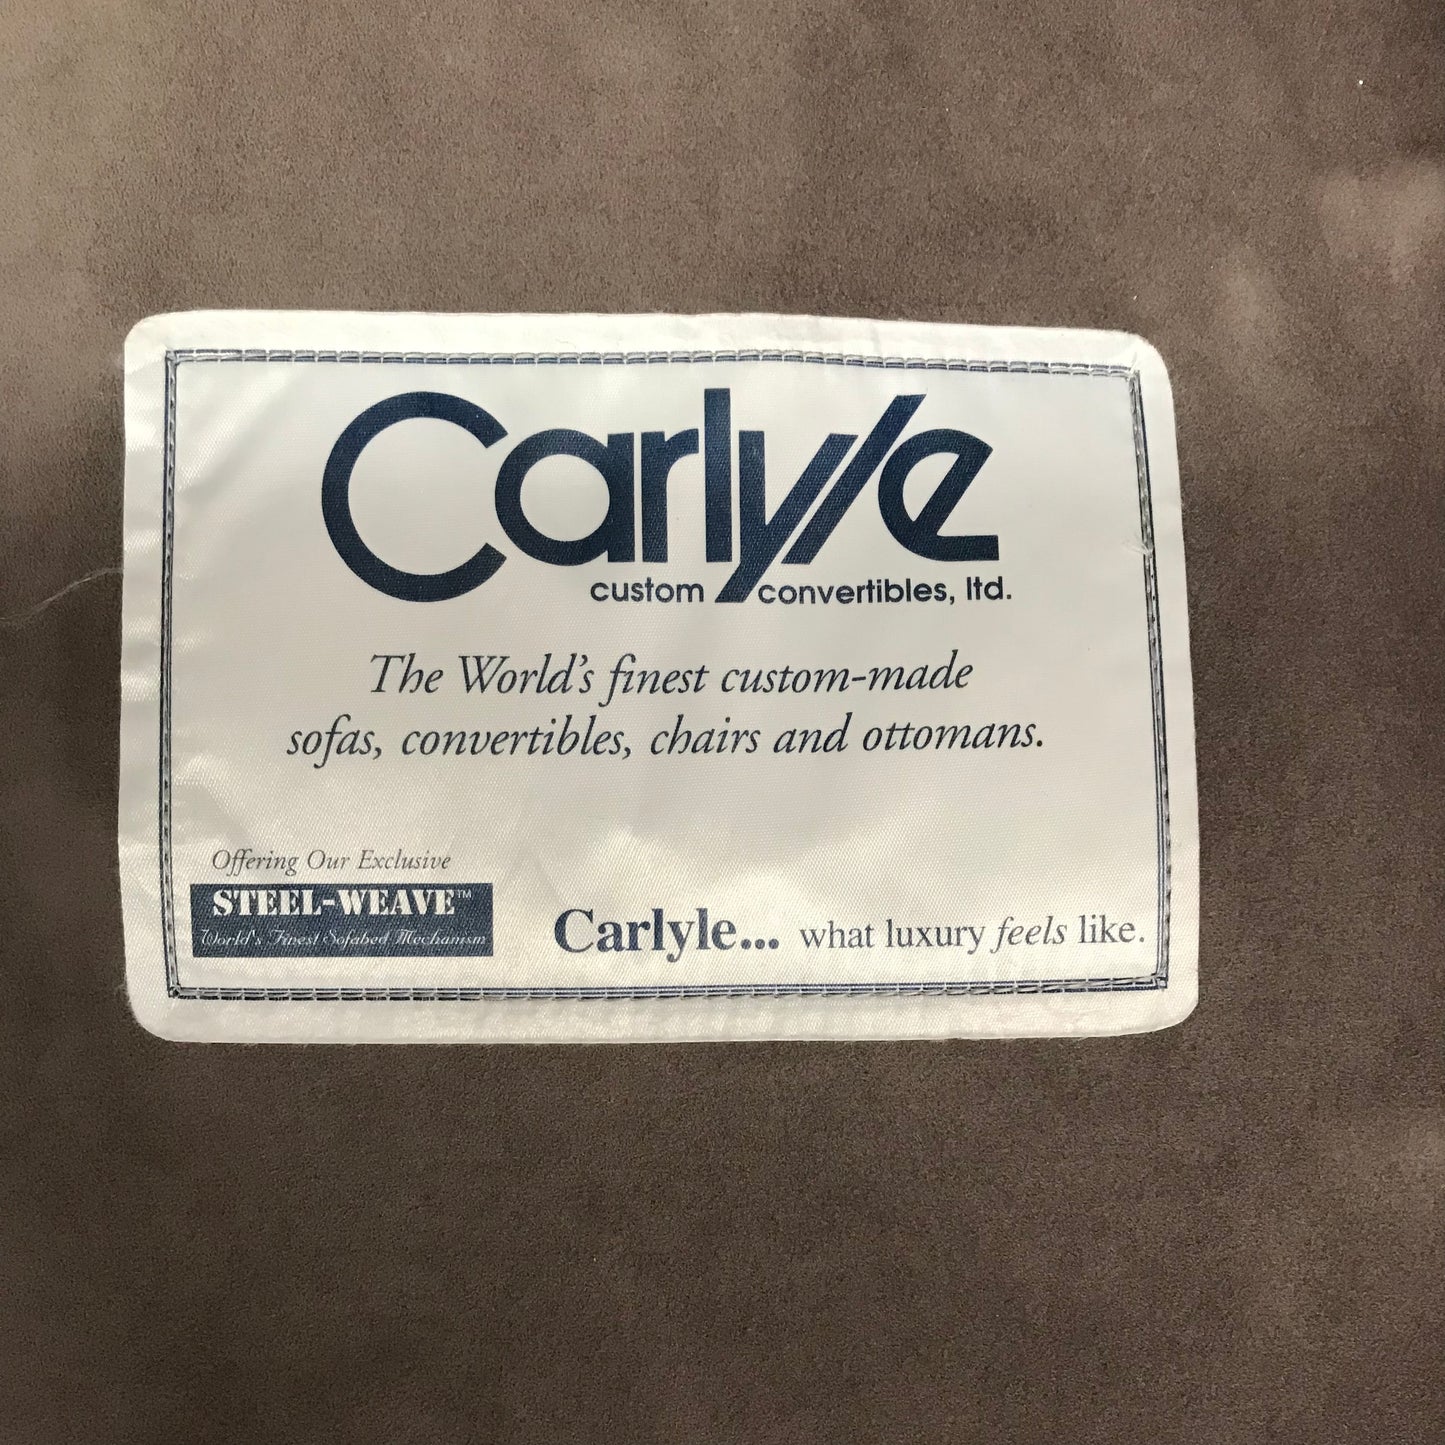 Carlyle
custom convertibles, ltd.
The World's finest custom-made
sofas, convertibles, chairs and ottomans.
Offering Our Exclusive
STEEL-WEAVE™
World's Finest Sofabed Mechanism
Carlyle... what luxury feels like.